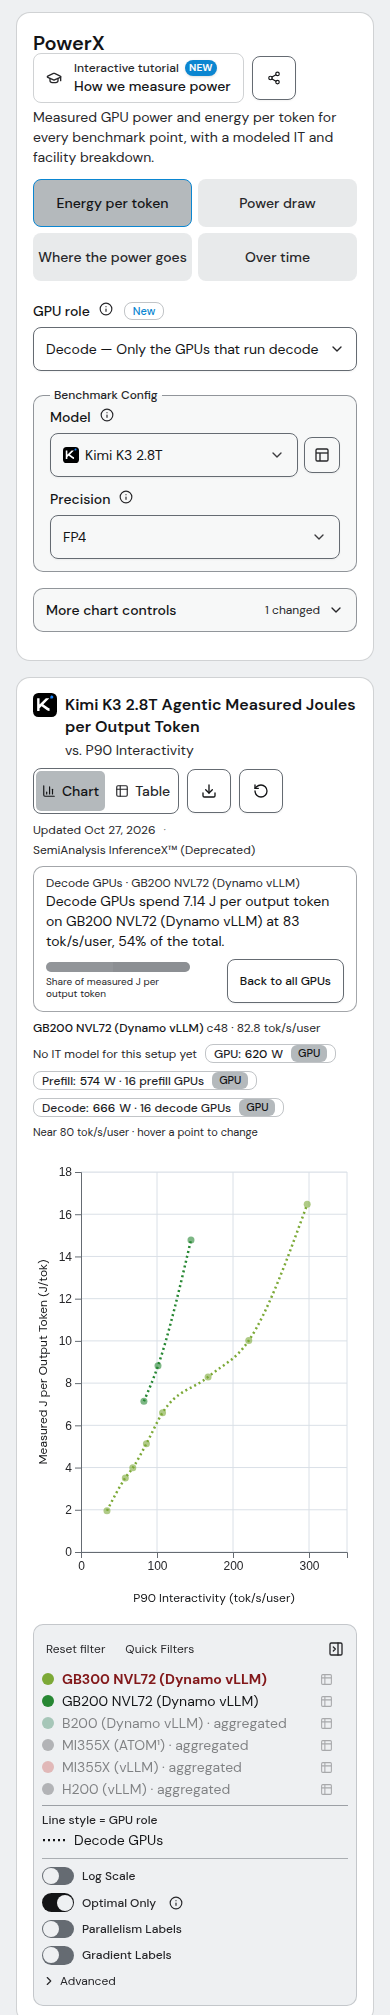 PowerX
Interactive tutorial NEW
How we measure power
Measured GPU power and energy per token for
every benchmark point, with a modeled IT and
facility breakdown.
Energy per token
Power draw
Where the power goes
Over time
GPU role
New
Decode — Only the GPUs that run decode
Benchmark Config
Model
Kimi K3 2.8T
Precision
FP4
More chart controls
1 changed
Kimi K3 2.8T Agentic Measured Joules
per Output Token
vs. P90 Interactivity
Chart
Table
Updated Oct 27, 2026 ·
SemiAnalysis InferenceX™ (Deprecated)
Decode GPUs · GB200 NVL72 (Dynamo vLLM)
Decode GPUs spend 7.14 J per output token
on GB200 NVL72 (Dynamo vLLM) at 83
tok/s/user, 54% of the total.
Share of measured J per
output token
Back to all GPUs
GB200 NVL72 (Dynamo vLLM) c48 · 82.8 tok/s/user
No IT model for this setup yet
GPU: 620 W GPU
Prefill: 574 W · 16 prefill GPUs GPU
Decode: 666 W · 16 decode GPUs GPU
Near 80 tok/s/user · hover a point to change
18
16
14
12
10
8
6
4
2
0
Measured J per Output Token (J/tok)
0
100
200
300
P90 Interactivity (tok/s/user)
Reset filter
Quick Filters
GB300 NVL72 (Dynamo vLLM)
GB200 NVL72 (Dynamo vLLM)
B200 (Dynamo vLLM) · aggregated
MI355X (ATOM¹) · aggregated
MI355X (vLLM) · aggregated
H200 (vLLM) · aggregated
Line style = GPU role
Decode GPUs
Log Scale
Optimal Only
Parallelism Labels
Gradient Labels
Advanced